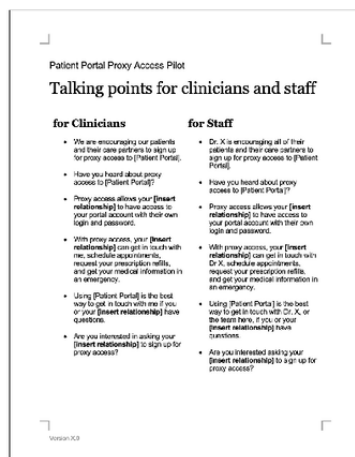 Patient Portal Proxy Access Pilot
Talking points for clinicians and staff
for Clinicians
We are encouraging our patients
and their care partners to sign up
for proxy access to [Patient Portal].
Have you heard about proxy
access to [Patient Portal]?
Proxy access allows your [insert
relationship] to have access to
your portal account with their own
login and password.
With proxy access, your [insert
relationship] can get in touch with
me, schedule appointments,
request your prescription refills,
and get your medical information in
an emergency.
Using [Patient Portal] is the best
way to get in touch with me if you
or your [insert relationship] have
questions.
Are you interested in asking your
[insert relationship] to sign up for
proxy access?
for Staff
Dr. X is encouraging all of their
patients and their care partners to
sign up for proxy access to [Patient
Portal].
Have you heard about proxy
access to [Patient Portal]?
Proxy access allows your [insert
relationship] to have access to
your portal account with their own
login and password.
With proxy access, your [insert
relationship] can get in touch with
Dr X, schedule appointments,
request your prescription refills,
and get your medical information in
an emergency.
Using [Patient Portal] is the best
way to get in touch with Dr. X, or
the team here, if you or your
[insert relationship] have
questions.
Are you interested asking your
[insert relationship] to sign up for
proxy access?
Version X.0